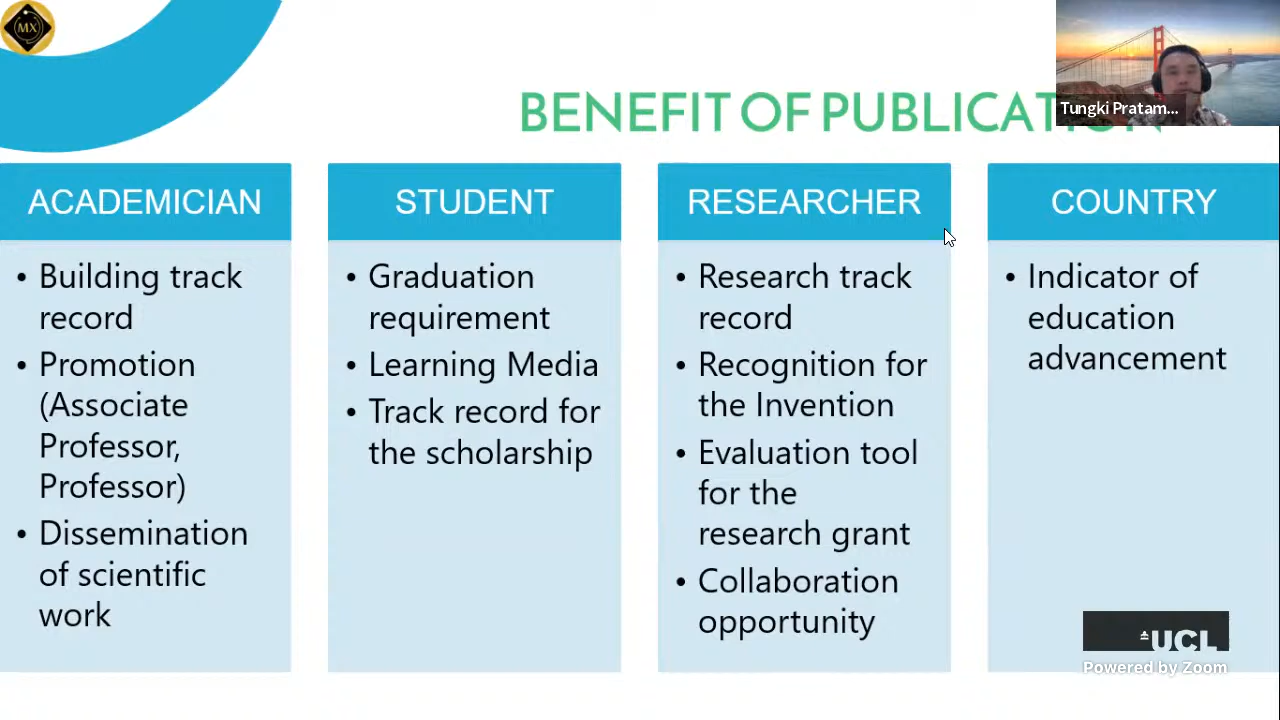 MX
BENEFIT OF PUBLICATION
Tungki Pratam...
ACADEMICIAN
• Building track
record
• Promotion
(Associate
Professor,
Professor)
• Dissemination
of scientific
work
STUDENT
• Graduation
requirement
• Learning Media
• Track record for
the scholarship
RESEARCHER
• Research track
record
• Recognition for
the Invention
• Evaluation tool
for the
research grant
• Collaboration
opportunity
COUNTRY
• Indicator of
education
advancement
UCL
Powered by Zoom